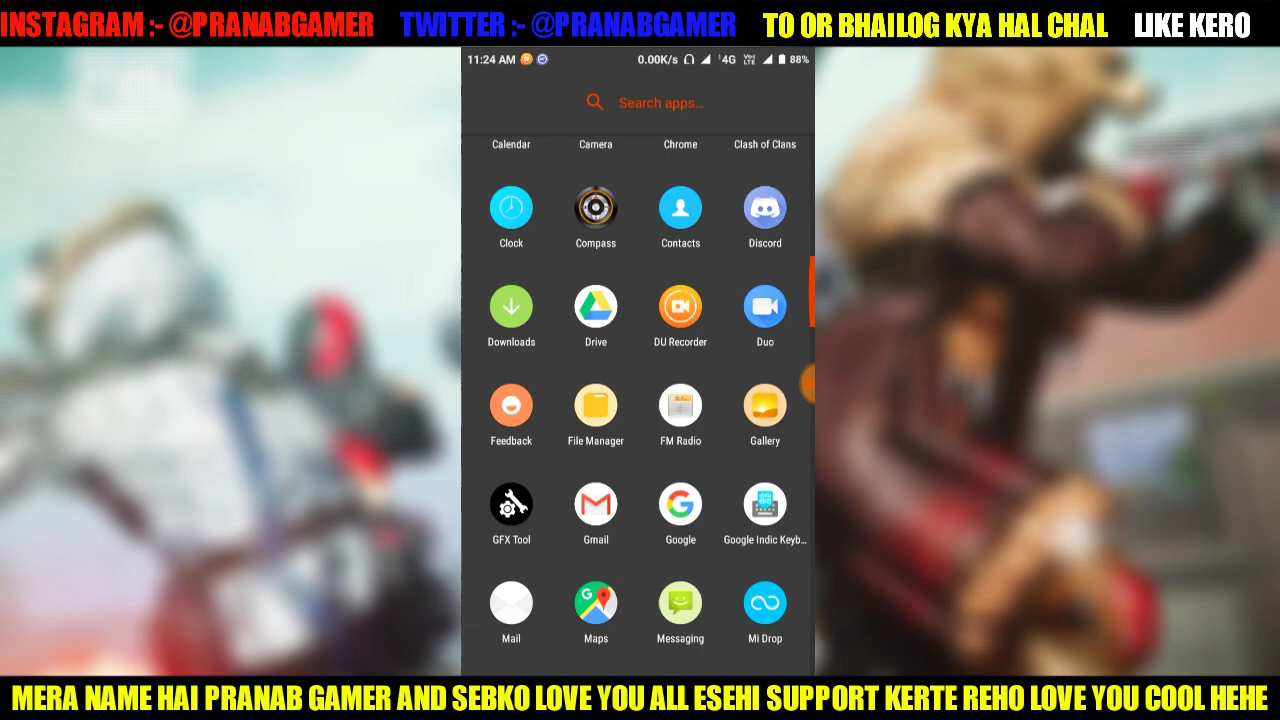 INSTAGRAM :- @PRANABGAMER TWITTER :- @PRANABGAMER TO OR BHAILOG KYA HAL CHAL LIKE KERO
11:24 AM 0.00K/s 4G VoLTE 88%
Search apps...
Calendar Camera Chrome Clash of Clans
Clock Compass Contacts Discord
Downloads Drive DU Recorder Duo
Feedback File Manager FM Radio Gallery
GFX Tool Gmail Google Google Indic Keyb...
Mail Maps Messaging Mi Drop
MERA NAME HAI PRANAB GAMER AND SEBKO LOVE YOU ALL ESEHI SUPPORT KERTE REHO LOVE YOU COOL HEHE